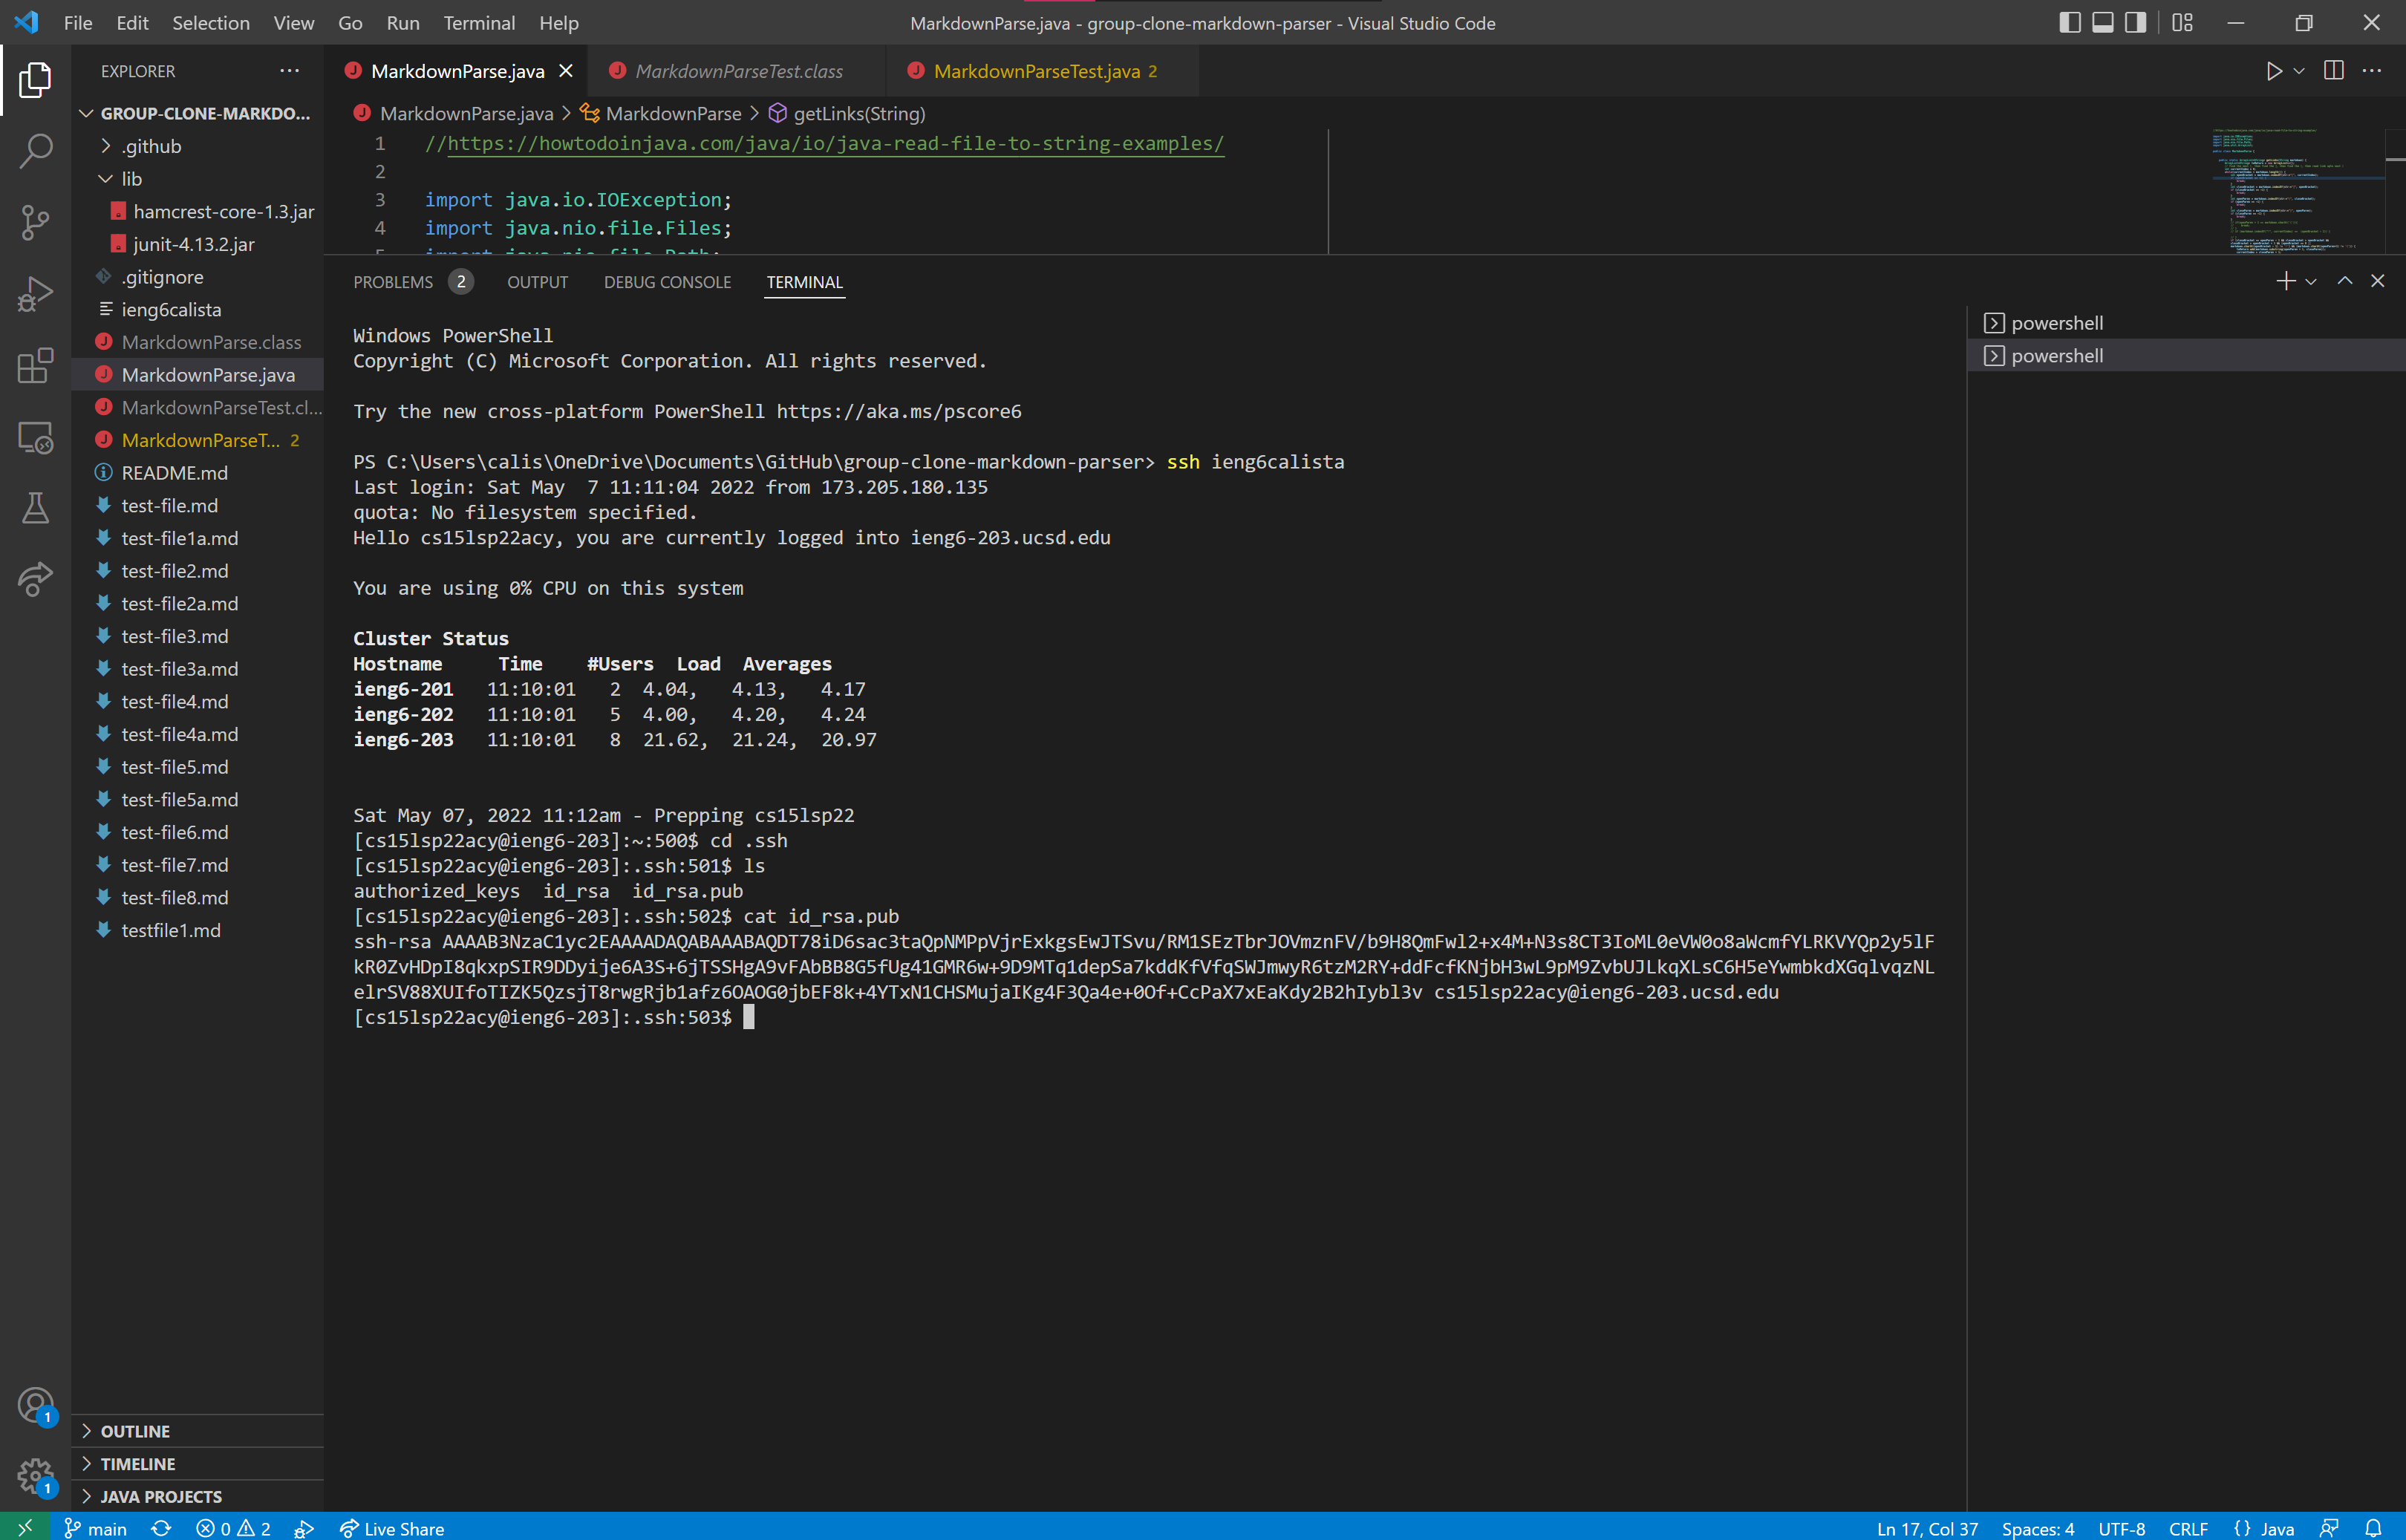 File Edit Selection View Go Run Terminal Help
MarkdownParse.java - group-clone-markdown-parser - Visual Studio Code
EXPLORER
GROUP-CLONE-MARKDO...
.github
lib
hamcrest-core-1.3.jar
junit-4.13.2.jar
.gitignore
ieng6calista
MarkdownParse.class
MarkdownParse.java
MarkdownParseTest.cl...
MarkdownParseT... 2
README.md
test-file.md
test-file1a.md
test-file2.md
test-file2a.md
test-file3.md
test-file3a.md
test-file4.md
test-file4a.md
test-file5.md
test-file5a.md
test-file6.md
test-file7.md
test-file8.md
testfile1.md
OUTLINE
TIMELINE
JAVA PROJECTS
MarkdownParse.java MarkdownParseTest.class MarkdownParseTest.java 2
MarkdownParse.java > MarkdownParse > getLinks(String)
1 //https://howtodoinjava.com/java/io/java-read-file-to-string-examples/
2
3 import java.io.IOException;
4 import java.nio.file.Files;
5 import java.nio.file.Path;
PROBLEMS 2 OUTPUT DEBUG CONSOLE TERMINAL
Windows PowerShell
Copyright (C) Microsoft Corporation. All rights reserved.
Try the new cross-platform PowerShell https://aka.ms/pscore6
PS C:\Users\calis\OneDrive\Documents\GitHub\group-clone-markdown-parser> ssh ieng6calista
Last login: Sat May  7 11:11:04 2022 from 173.205.180.135
quota: No filesystem specified.
Hello cs15lsp22acy, you are currently logged into ieng6-203.ucsd.edu
You are using 0% CPU on this system
Cluster Status
Hostname     Time    #Users  Load  Averages
ieng6-201   11:10:01   2  4.04,   4.13,   4.17
ieng6-202   11:10:01   5  4.00,   4.20,   4.24
ieng6-203   11:10:01   8  21.62,  21.24,  20.97
Sat May 07, 2022 11:12am - Prepping cs15lsp22
[cs15lsp22acy@ieng6-203]:~:500$ cd .ssh
[cs15lsp22acy@ieng6-203]:.ssh:501$ ls
authorized_keys  id_rsa  id_rsa.pub
[cs15lsp22acy@ieng6-203]:.ssh:502$ cat id_rsa.pub
ssh-rsa AAAAB3NzaC1yc2EAAAADAQABAAABAQDT78iD6sac3taQpNMPpVjrExkgsEwJTSvu/RM1SEzTbrJOVmznFV/b9H8QmFwl2+x4M+N3s8CT3IoML0eVW0o8aWcmfYLRKVYQp2y5lF
kR0ZvHDpI8qkxpSIR9DDyije6A3S+6jTSSHgA9vFAbBB8G5fUg41GMR6w+9D9MTq1depSa7kddKfVfqSWJmwyR6tzM2RY+ddFcfKNjbH3wL9pM9ZvbUJLkqXLsC6H5eYwmbkdXGqlvqzNL
elrSV88XUIfoTIZK5QzsjT8rwgRjb1afz6OAOG0jbEF8k+4YTxN1CHSMujaIKg4F3Qa4e+0Of+CcPaX7xEaKdy2B2hIybl3v cs15lsp22acy@ieng6-203.ucsd.edu
[cs15lsp22acy@ieng6-203]:.ssh:503$
powershell
powershell
1
1
main 0 2 Live Share
Ln 17, Col 37 Spaces: 4 UTF-8 CRLF {} Java